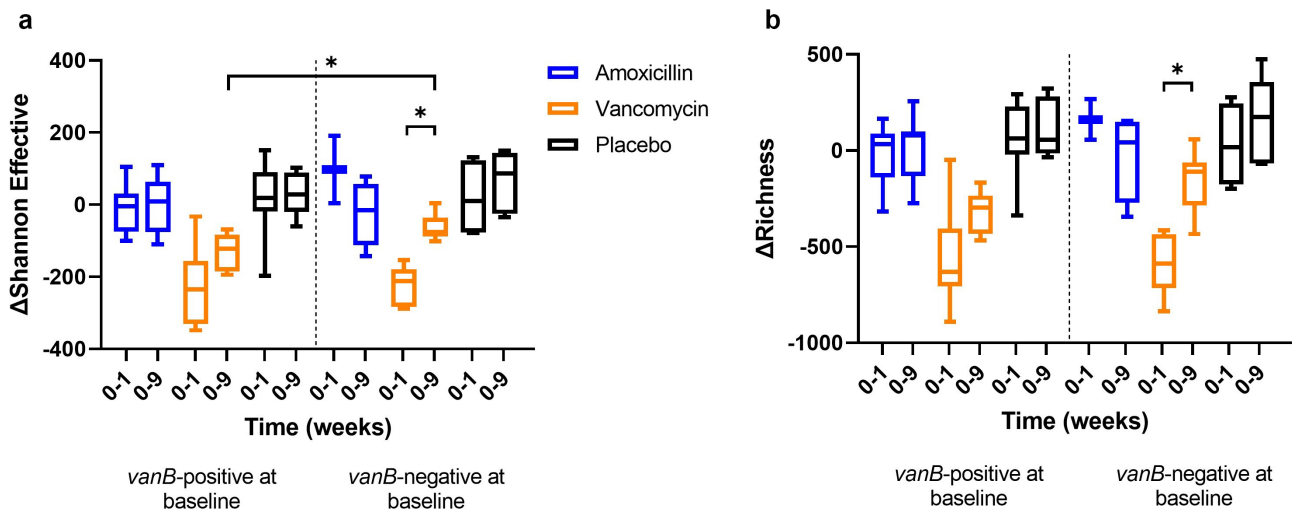 a
ΔShannon Effective
400
200
0
-200
-400
*
*
0-1 0-9 0-1 0-9 0-1 0-9 0-1 0-9 0-1 0-9 0-1 0-9
Time (weeks)
vanB-positive at
baseline
vanB-negative at
baseline
Amoxicillin
Vancomycin
Placebo
b
ΔRichness
500
0
-500
-1000
*
0-1 0-9 0-1 0-9 0-1 0-9 0-1 0-9 0-1 0-9 0-1 0-9
Time (weeks)
vanB-positive at
baseline
vanB-negative at
baseline